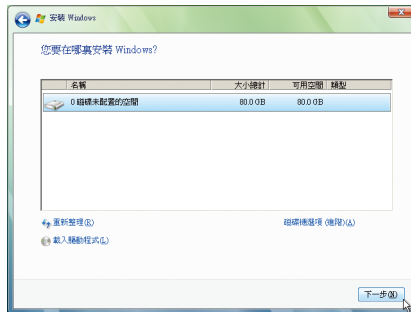 安裝 Windows
您要在哪裏安裝 Windows?
名稱 大小總計 可用空間 類型
0 磁碟未配置的空間 80.0 GB 80.0 GB
重新整理(R) 磁碟機選項 (進階)(A)
載入驅動程式(L)
下一步(N)